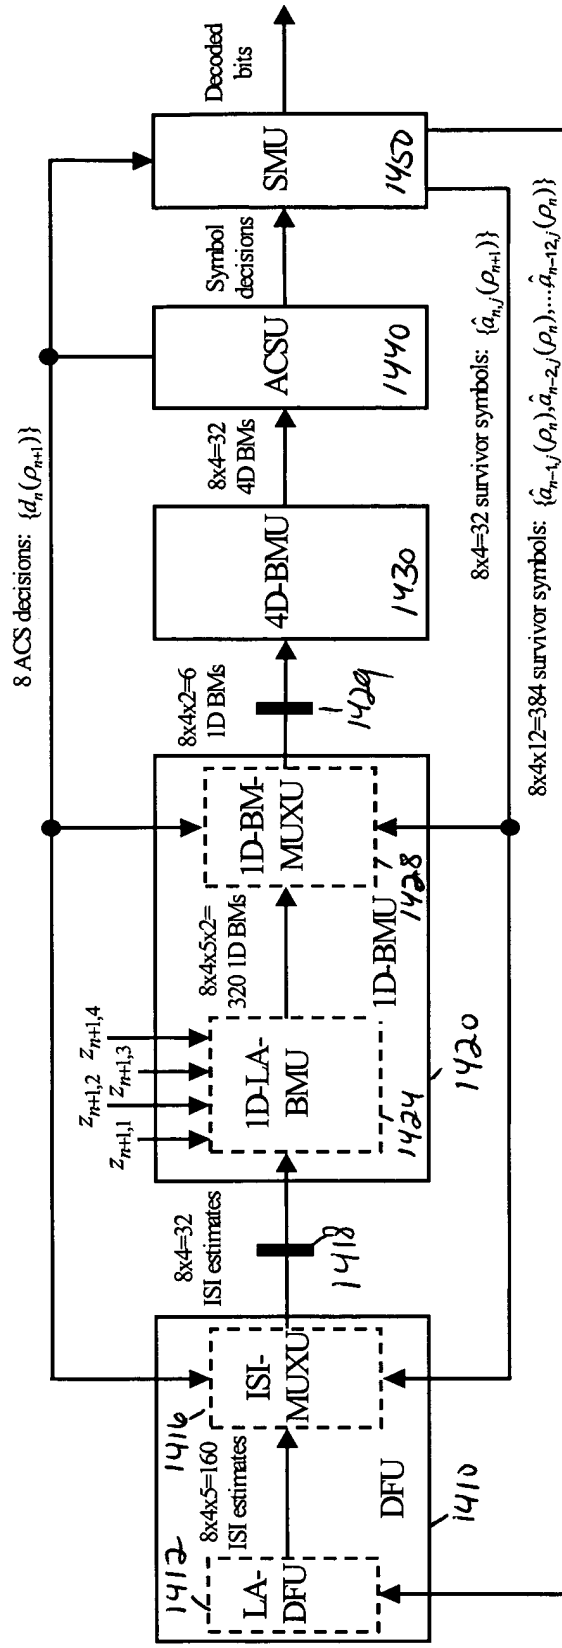 8 ACS decisions: {d_n(ρ_{n+1})}
1412
LA-
DFU
8x4x5=160
ISI estimates
1416
ISI-
MUXU
DFU
1410
8x4=32
ISI estimates
1418
z_{n+1,1}
z_{n+1,2}
z_{n+1,3}
z_{n+1,4}
1D-LA-
BMU
1424
8x4x5x2=
320 1D BMs
1D-BM-
MUXU
1428
1D-BMU
1420
8x4x2=6
1D BMs
1429
4D-BMU
1430
8x4=32
4D BMs
ACSU
1440
Symbol
decisions
SMU
1450
Decoded
bits
8x4=32 survivor symbols: {â_{n,j}(ρ_{n+1})}
8x4x12=384 survivor symbols: {â_{n-1,j}(ρ_n),â_{n-2,j}(ρ_n),...â_{n-12,j}(ρ_n)}